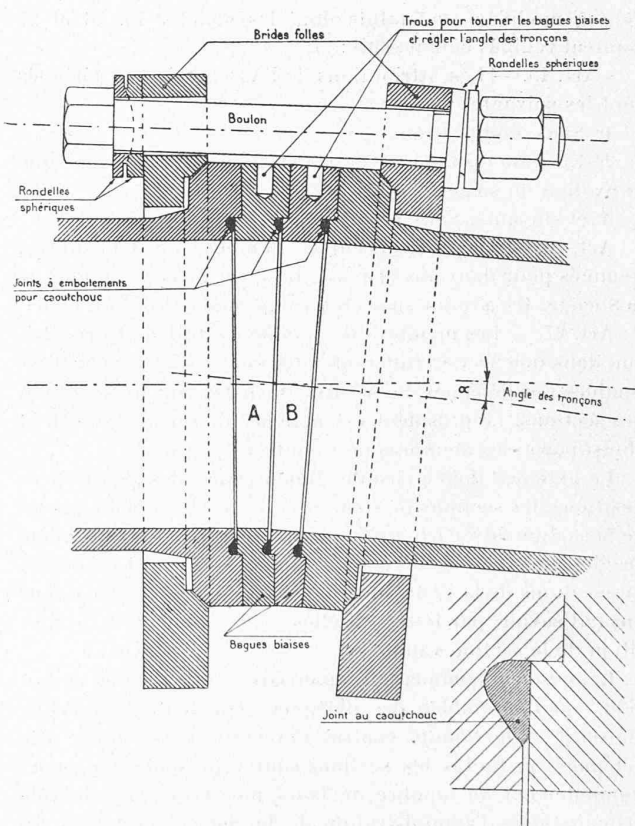 Trous pour tourner les bagues biaises
et régler l'angle des tronçons
Brides folles
Rondelles sphériques
Boulon
Rondelles
sphériques
Joints à emboitements
pour caoutchouc
A B
α
Angle des tronçons
Bagues biaises
Joint au caoutchouc